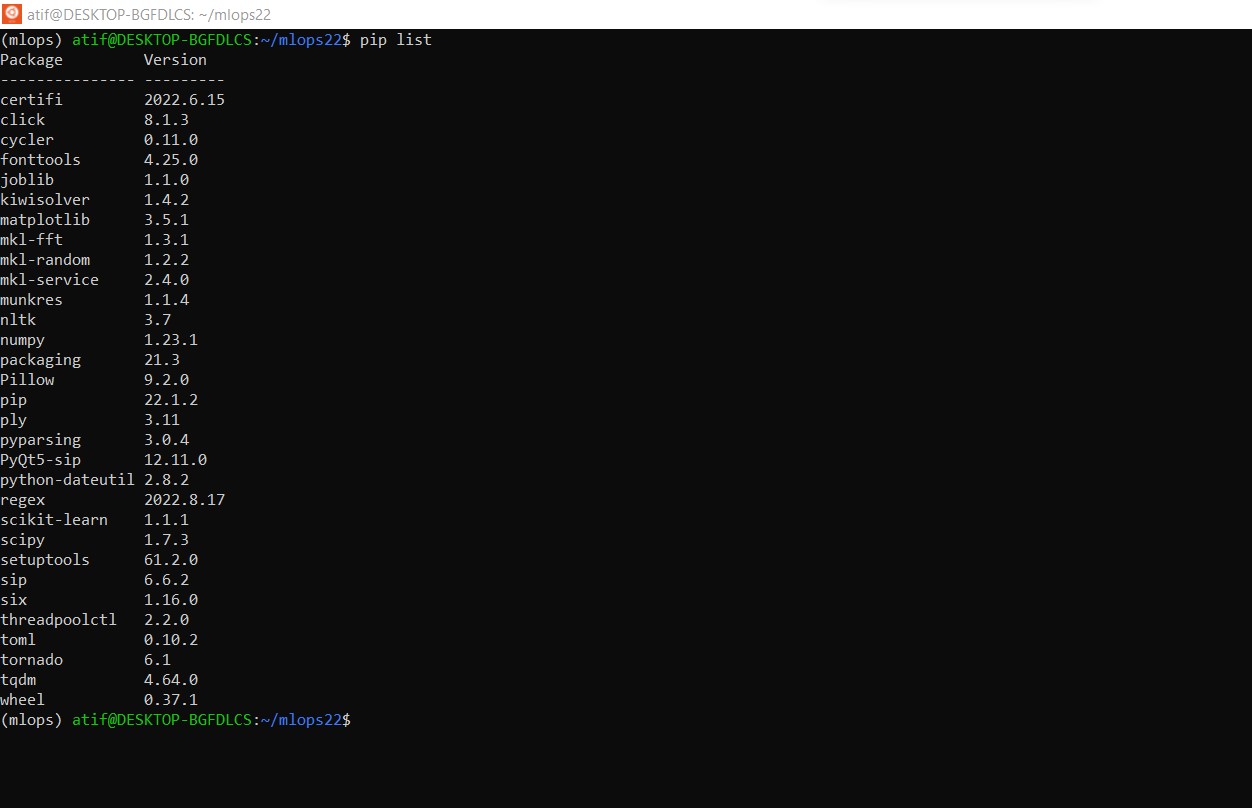 atif@DESKTOP-BGFDLCS: ~/mlops22
(mlops) atif@DESKTOP-BGFDLCS:~/mlops22$ pip list
Package         Version
--------------- ---------
certifi         2022.6.15
click           8.1.3
cycler          0.11.0
fonttools       4.25.0
joblib          1.1.0
kiwisolver      1.4.2
matplotlib      3.5.1
mkl-fft         1.3.1
mkl-random      1.2.2
mkl-service     2.4.0
munkres         1.1.4
nltk            3.7
numpy           1.23.1
packaging       21.3
Pillow          9.2.0
pip             22.1.2
ply             3.11
pyparsing       3.0.4
PyQt5-sip       12.11.0
python-dateutil 2.8.2
regex           2022.8.17
scikit-learn    1.1.1
scipy           1.7.3
setuptools      61.2.0
sip             6.6.2
six             1.16.0
threadpoolctl   2.2.0
toml            0.10.2
tornado         6.1
tqdm            4.64.0
wheel           0.37.1
(mlops) atif@DESKTOP-BGFDLCS:~/mlops22$